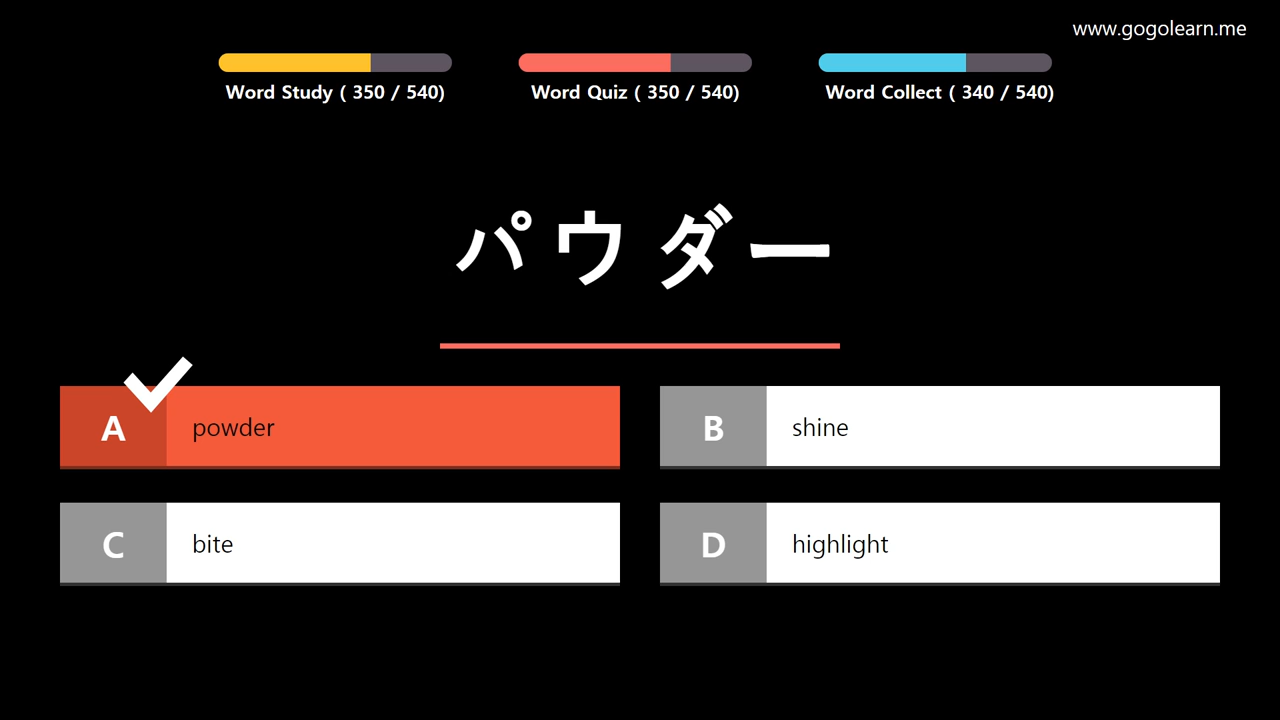 www.gogolearn.me
Word Study ( 350 / 540)
Word Quiz ( 350 / 540)
Word Collect ( 340 / 540)
パウダー
A powder
B shine
C bite
D highlight